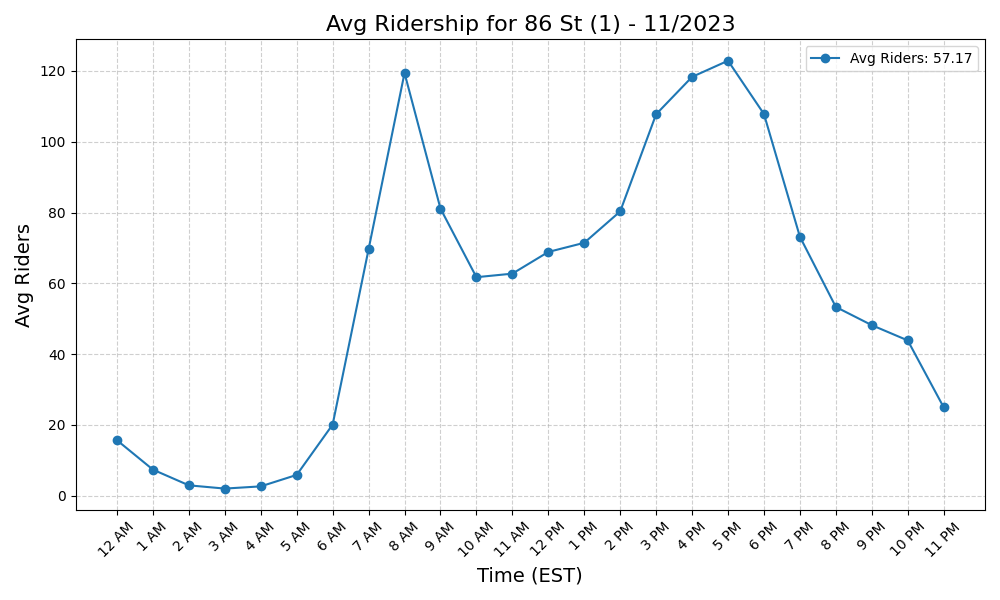 Avg Ridership for 86 St (1) - 11/2023
Avg Riders: 57.17
Avg Riders
120
100
80
60
40
20
0
12 AM
1 AM
2 AM
3 AM
4 AM
5 AM
6 AM
7 AM
8 AM
9 AM
10 AM
11 AM
12 PM
1 PM
2 PM
3 PM
4 PM
5 PM
6 PM
7 PM
8 PM
9 PM
10 PM
11 PM
Time (EST)